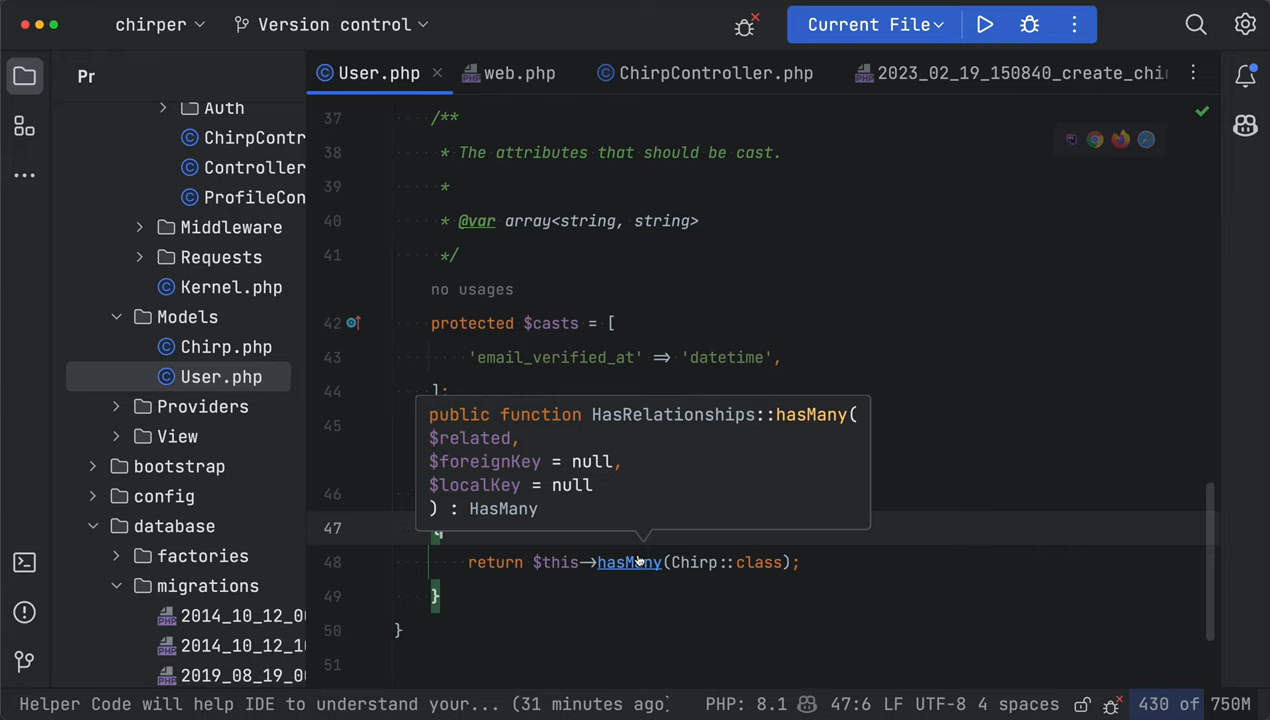 chirper
Version control
Current File
Pr
User.php
web.php
ChirpController.php
2023_02_19_150840_create_chi
Auth
ChirpContr
Controller
ProfileCon
Middleware
Requests
Kernel.php
Models
Chirp.php
User.php
Providers
View
bootstrap
config
database
factories
migrations
2014_10_12_00
2014_10_12_10
2019_08_19_00
37 /**
38 * The attributes that should be cast.
39 *
40 * @var array<string, string>
41 */
no usages
42 protected $casts = [
43 'email_verified_at' => 'datetime',
44 ];
45
46
47 {
public function HasRelationships::hasMany(
$related,
$foreignKey = null,
$localKey = null
) : HasMany
48 return $this->hasMany(Chirp::class);
49 }
50 }
51
Helper Code will help IDE to understand your... (31 minutes ago) PHP: 8.1 47:6 LF UTF-8 4 spaces 430 of 750M